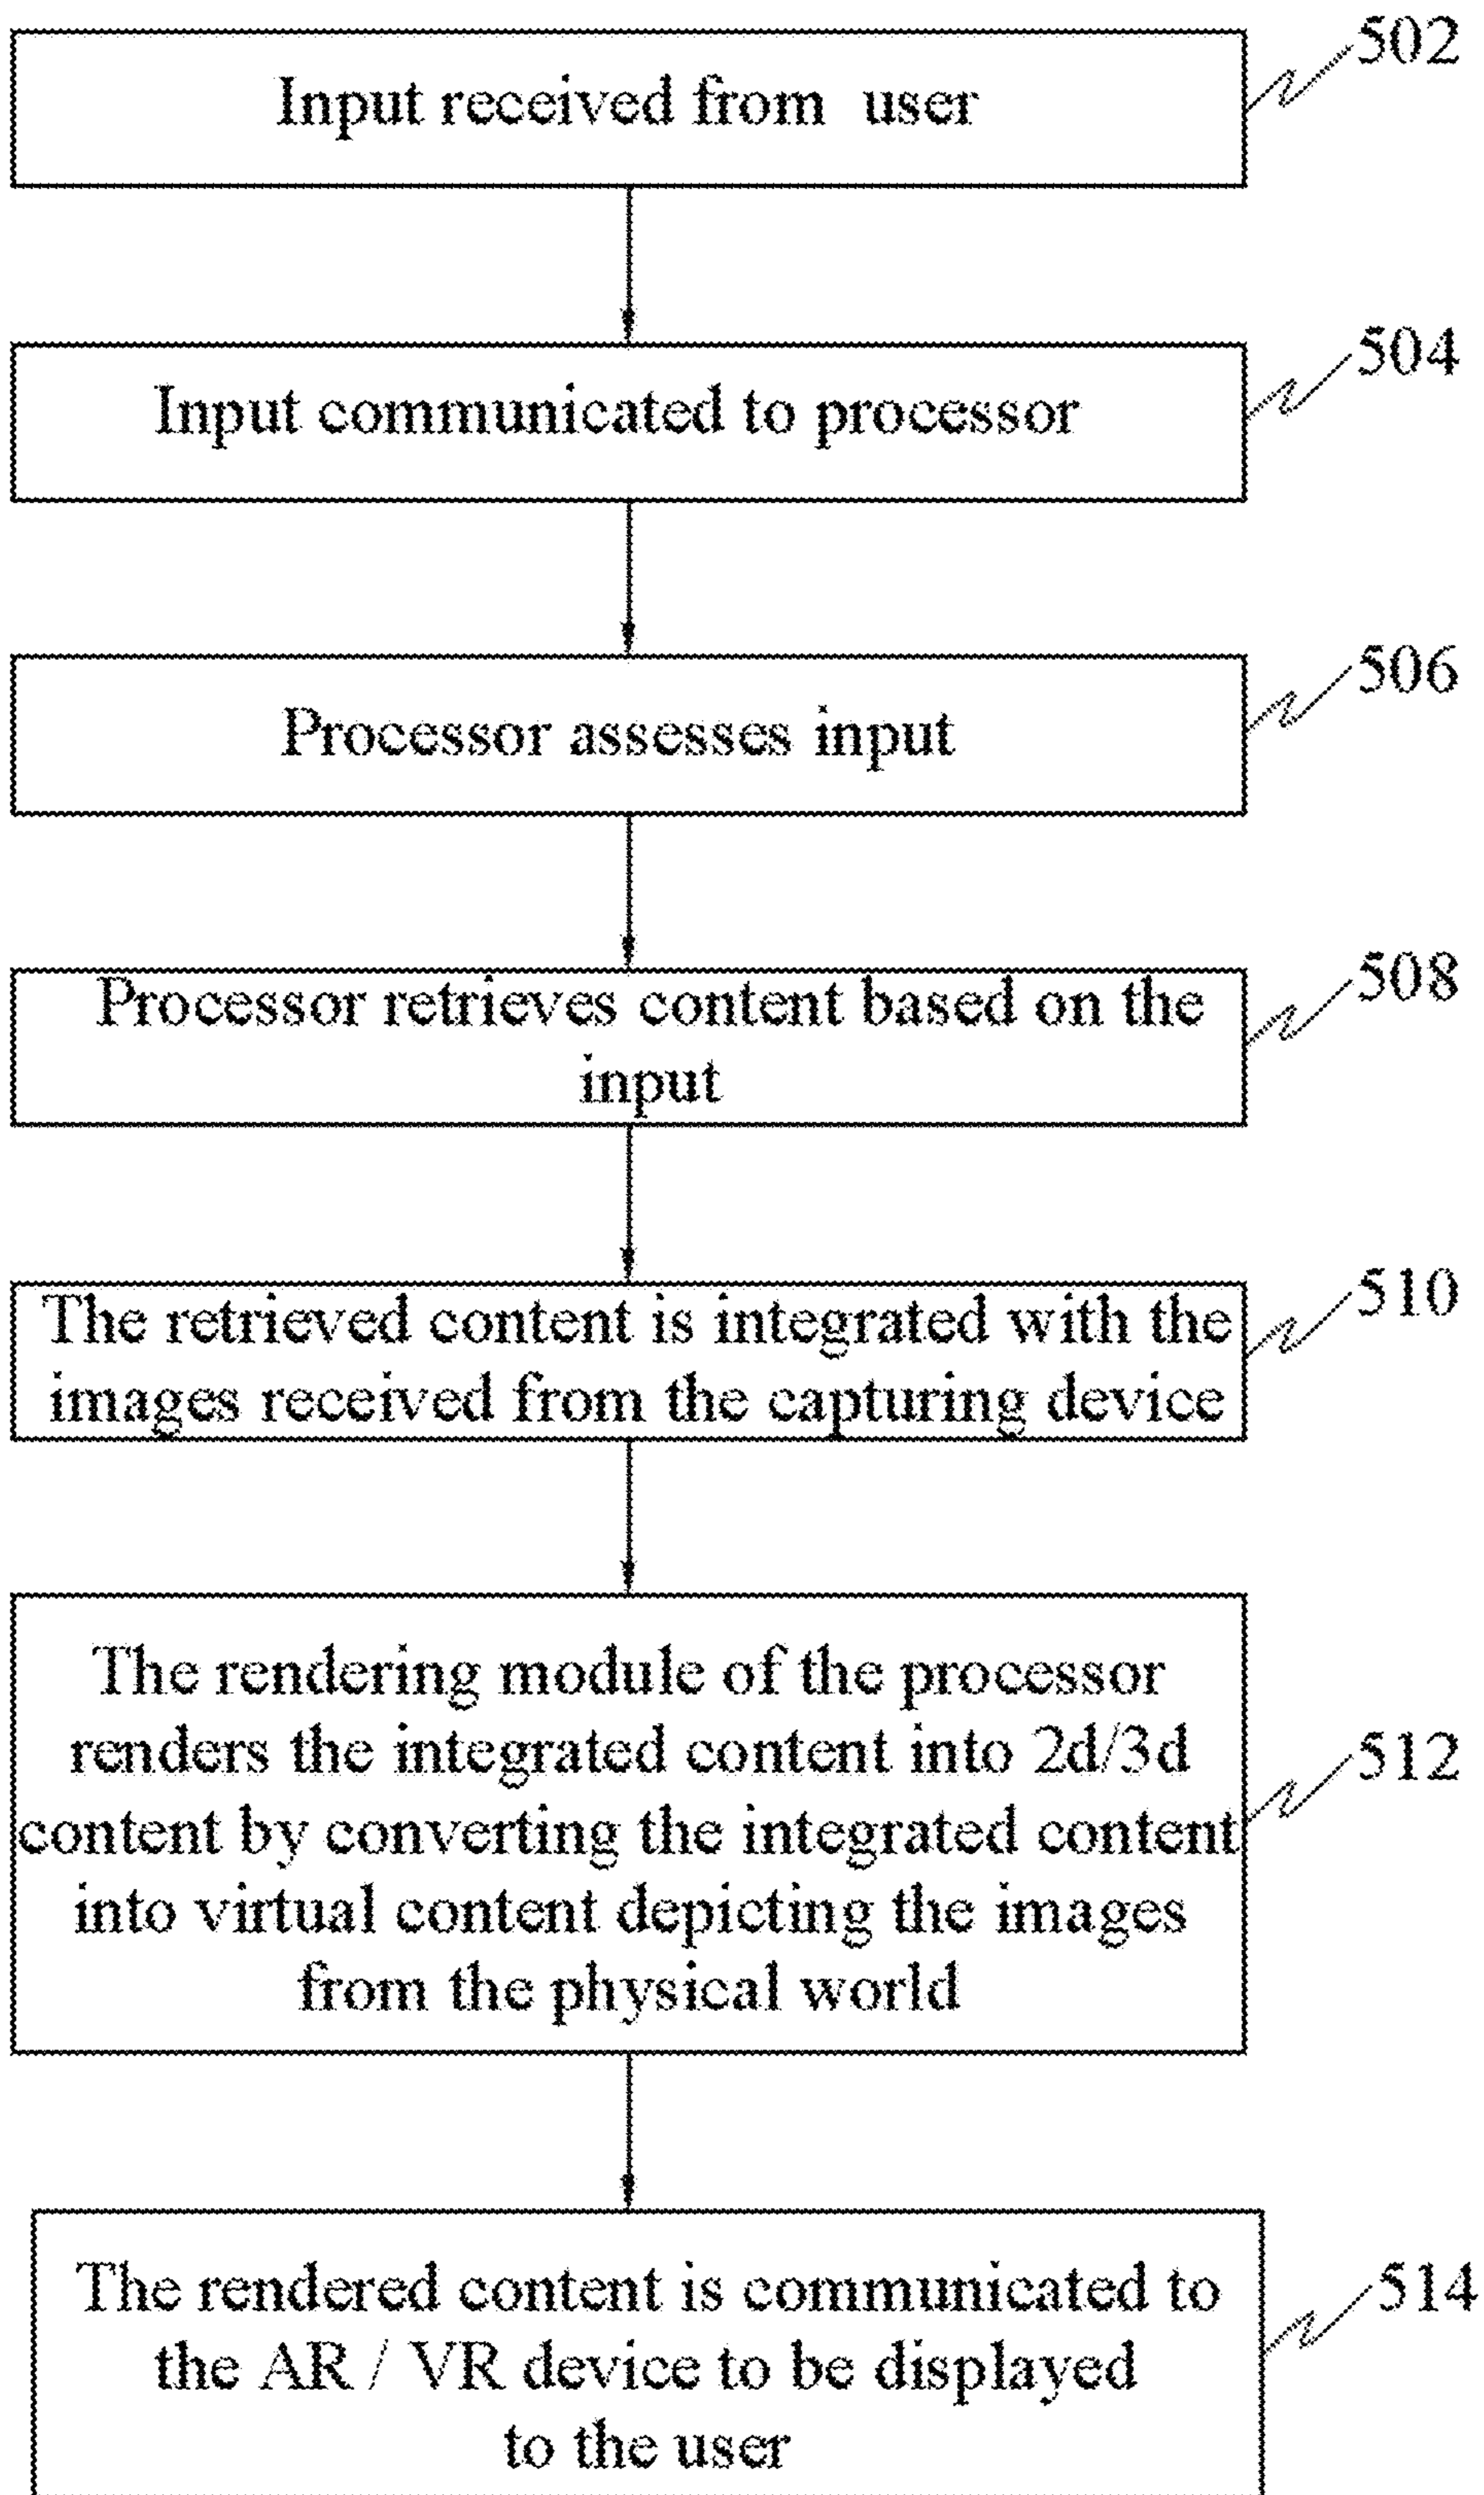 502
Input received from user
504
Input communicated to processor
506
Processor assesses input
508
Processor retrieves content based on the
input
510
The retrieved content is integrated with the
images received from the capturing device
The rendering module of the processor
renders the integrated content into 2d/3d
512
content by converting the integrated content
into virtual content depicting the images
from the physical world
514
The rendered content is communicated to
the AR / VR device to be displayed
to the user